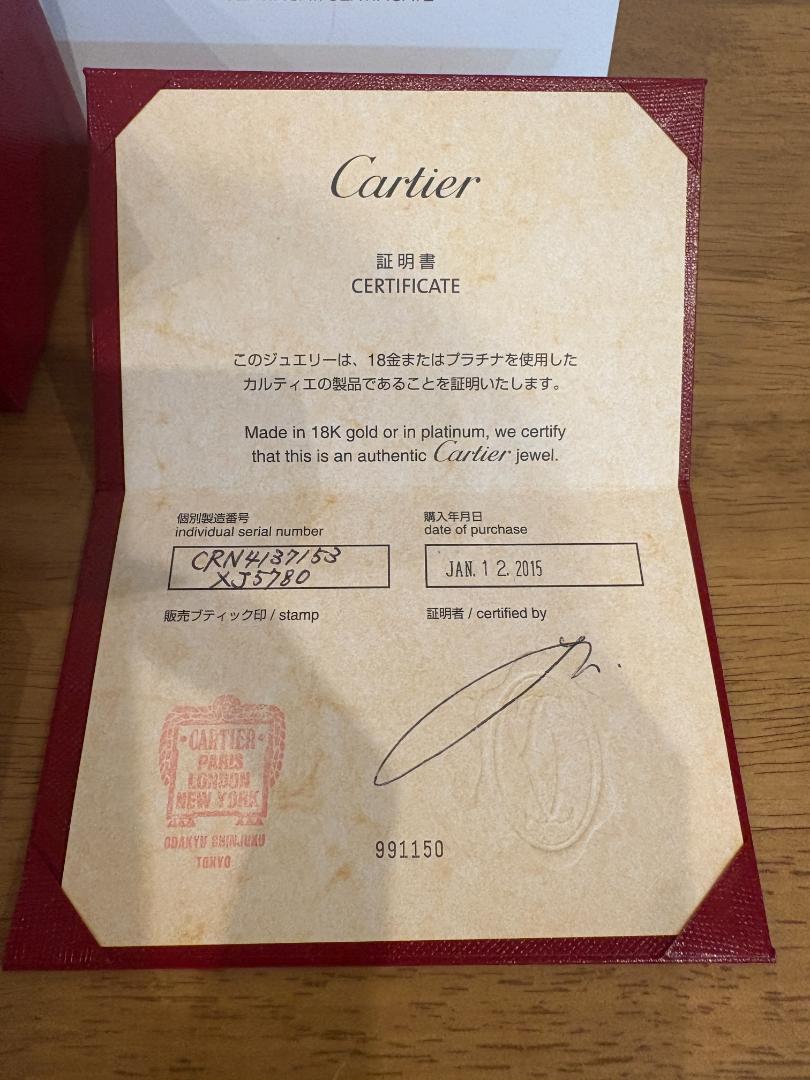 Cartier
証明書
CERTIFICATE
このジュエリーは、18金またはプラチナを使用した
カルティエの製品であることを証明いたします。
Made in 18K gold or in platinum, we certify
that this is an authentic Cartier jewel.
個別製造番号
individual serial number
CRN4137153
XJ5780
購入年月日
date of purchase
JAN. 12. 2015
販売ブティック印 / stamp
証明者 / certified by
CARTIER
PARIS
LONDON
NEW YORK
ODAKYU SHINJUKU
TOKYO
991150